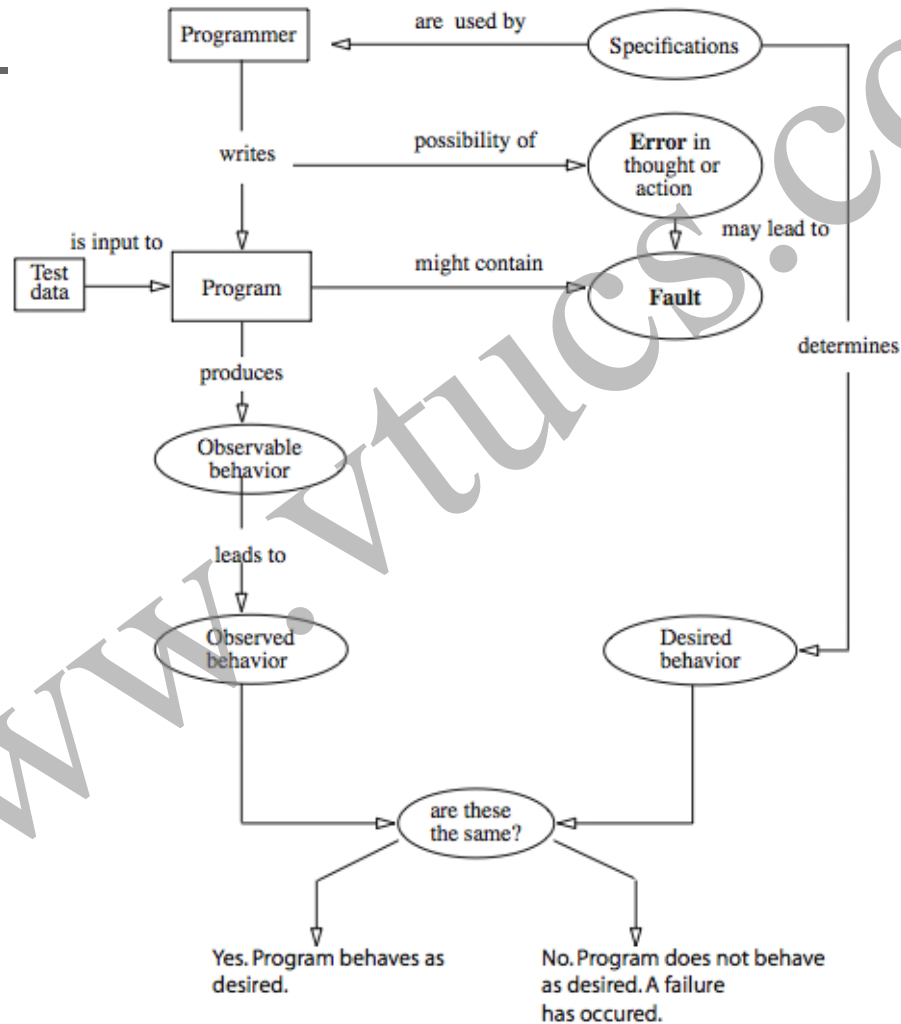 Programmer
are used by
Specifications
writes
possibility of
Error in
thought or
action
is input to
may lead to
Test
data
Program
might contain
Fault
determines
produces
Observable
behavior
leads to
Observed
behavior
Desired
behavior
are these
the same?
Yes. Program behaves as
desired.
No. Program does not behave
as desired. A failure
has occured.
www.vtucs.co